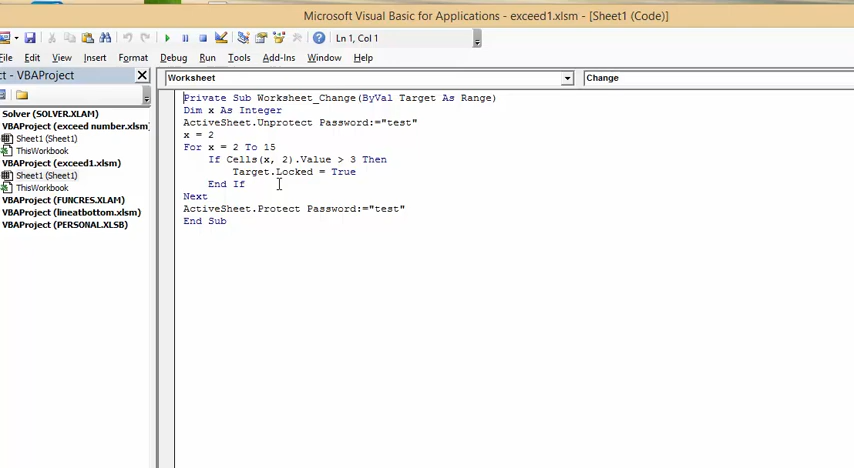 Microsoft Visual Basic for Applications - exceed1.xlsm - [Sheet1 (Code)]
Ln 1, Col 1
File Edit View Insert Format Debug Run Tools Add-Ins Window Help
ct - VBAProject
Worksheet
Change
Solver (SOLVER.XLAM)
VBAProject (exceed number.xlsm)
Sheet1 (Sheet1)
ThisWorkbook
VBAProject (exceed1.xlsm)
Sheet1 (Sheet1)
ThisWorkbook
VBAProject (FUNCRES.XLAM)
VBAProject (lineatbottom.xlsm)
VBAProject (PERSONAL.XLSB)
Private Sub Worksheet_Change(ByVal Target As Range)
Dim x As Integer
ActiveSheet.Unprotect Password:="test"
x = 2
For x = 2 To 15
If Cells(x, 2).Value > 3 Then
Target.Locked = True
End If
Next
ActiveSheet.Protect Password:="test"
End Sub